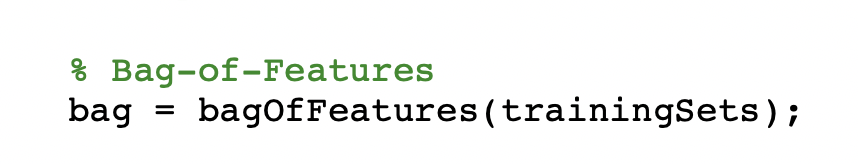 % Bag-of-Features
bag = bagOfFeatures(trainingSets);